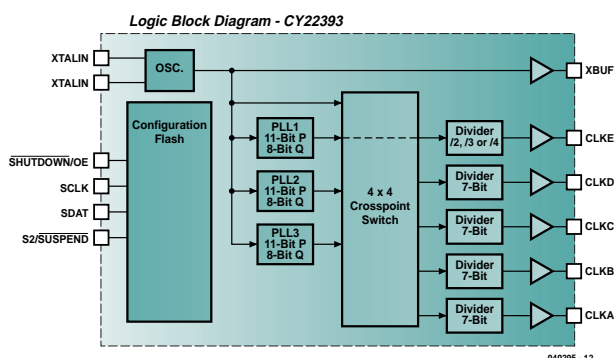 Logic Block Diagram - CY22393
XTALIN
XTALIN
OSC.
XBUF
Configuration
Flash
PLL1
11-Bit P
8-Bit Q
PLL2
11-Bit P
8-Bit Q
PLL3
11-Bit P
8-Bit Q
4 x 4
Crosspoint
Switch
Divider
/2, /3 or /4
Divider
7-Bit
Divider
7-Bit
Divider
7-Bit
Divider
7-Bit
CLKE
CLKD
CLKC
CLKB
CLKA
SHUTDOWN/OE
SCLK
SDAT
S2/SUSPEND